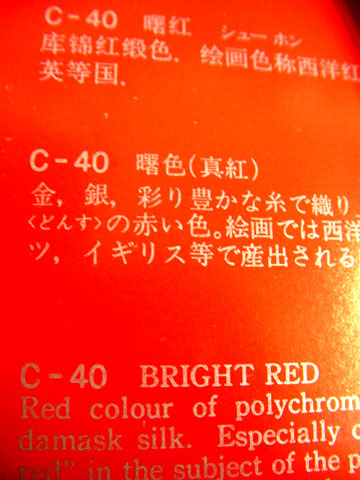 C-40 曙红 シュー ホン
库锦红缎色. 绘画色称西洋红
英等国.
C-40 曙色(真紅)
金, 銀, 彩り豊かな糸で織り
〈どんす〉の赤い色。絵画では西洋
ツ, イギリス等で産出される
C-40 BRIGHT RED
Red colour of polychrom
damask silk. Especially
red" in the subject of the p